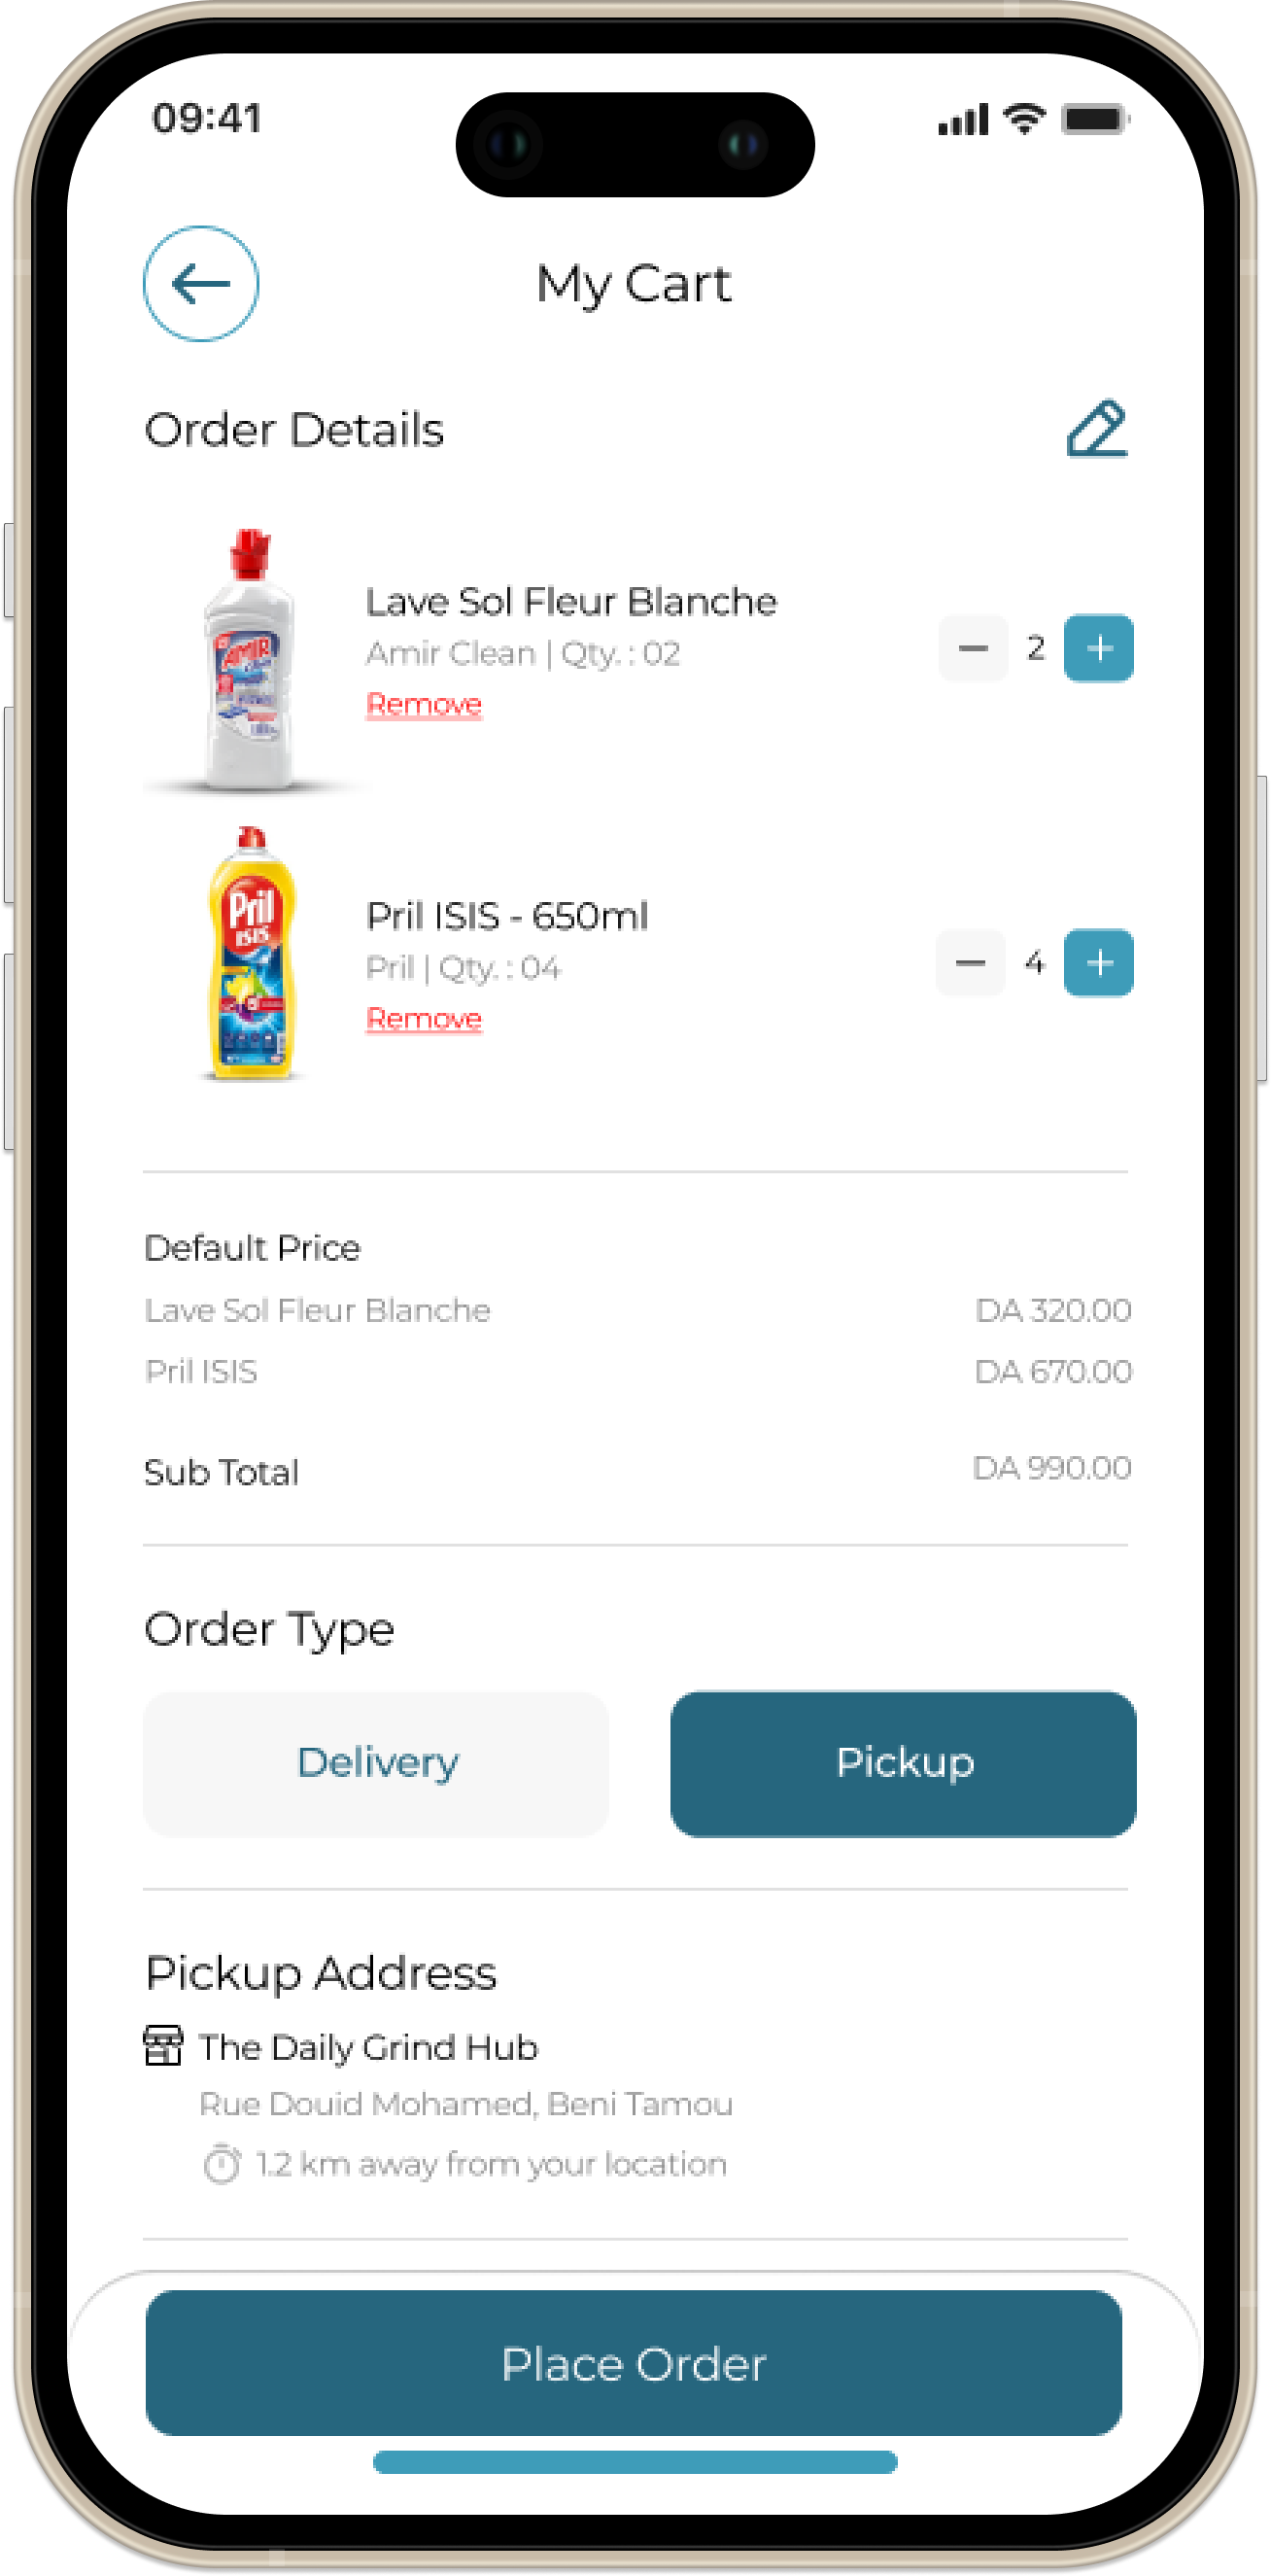 09:41
My Cart
Order Details
AMIR
Lave Sol Fleur Blanche
Amir Clean | Qty. : 02
Remove
2
Pril
ISIS
Pril ISIS - 650ml
Pril | Qty. : 04
Remove
4
Default Price
Lave Sol Fleur Blanche DA 320.00
Pril ISIS DA 670.00
Sub Total DA 990.00
Order Type
Delivery Pickup
Pickup Address
The Daily Grind Hub
Rue Douid Mohamed, Beni Tamou
1.2 km away from your location
Place Order